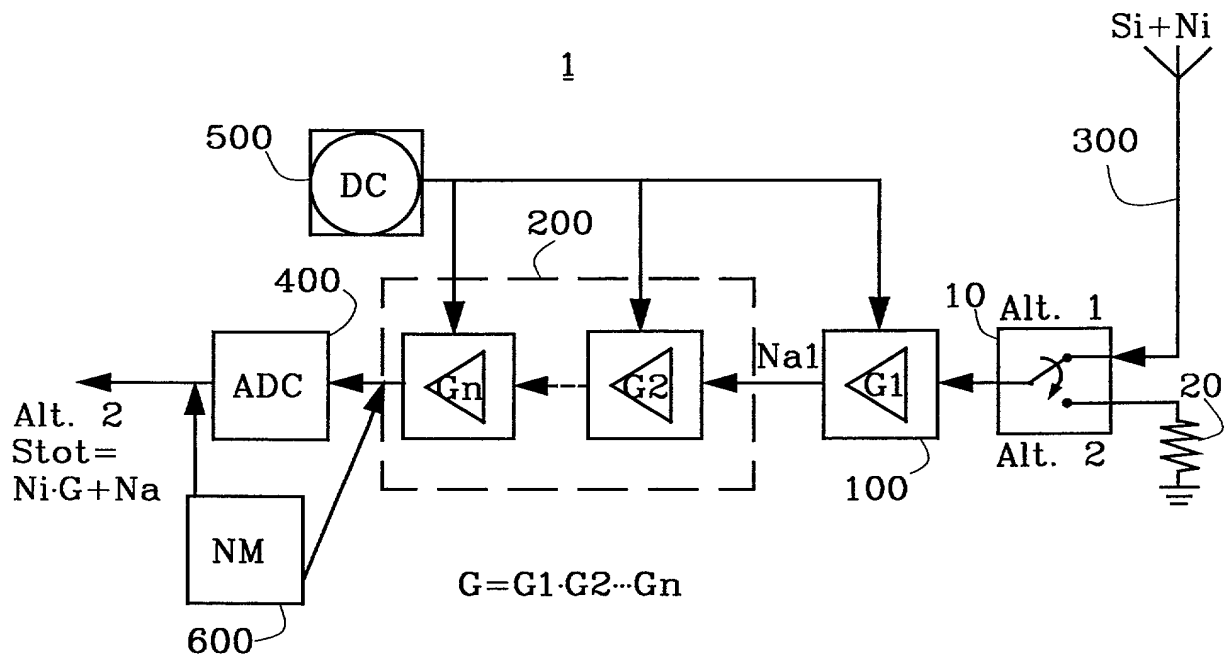 Si+Ni
1
500
DC
300
200
400
10
Alt. 1
Na1
20
ADC
Gn
G2
G1
Alt. 2
Stot=
Ni·G+Na
Alt. 2
100
NM
G=G1·G2···Gn
600